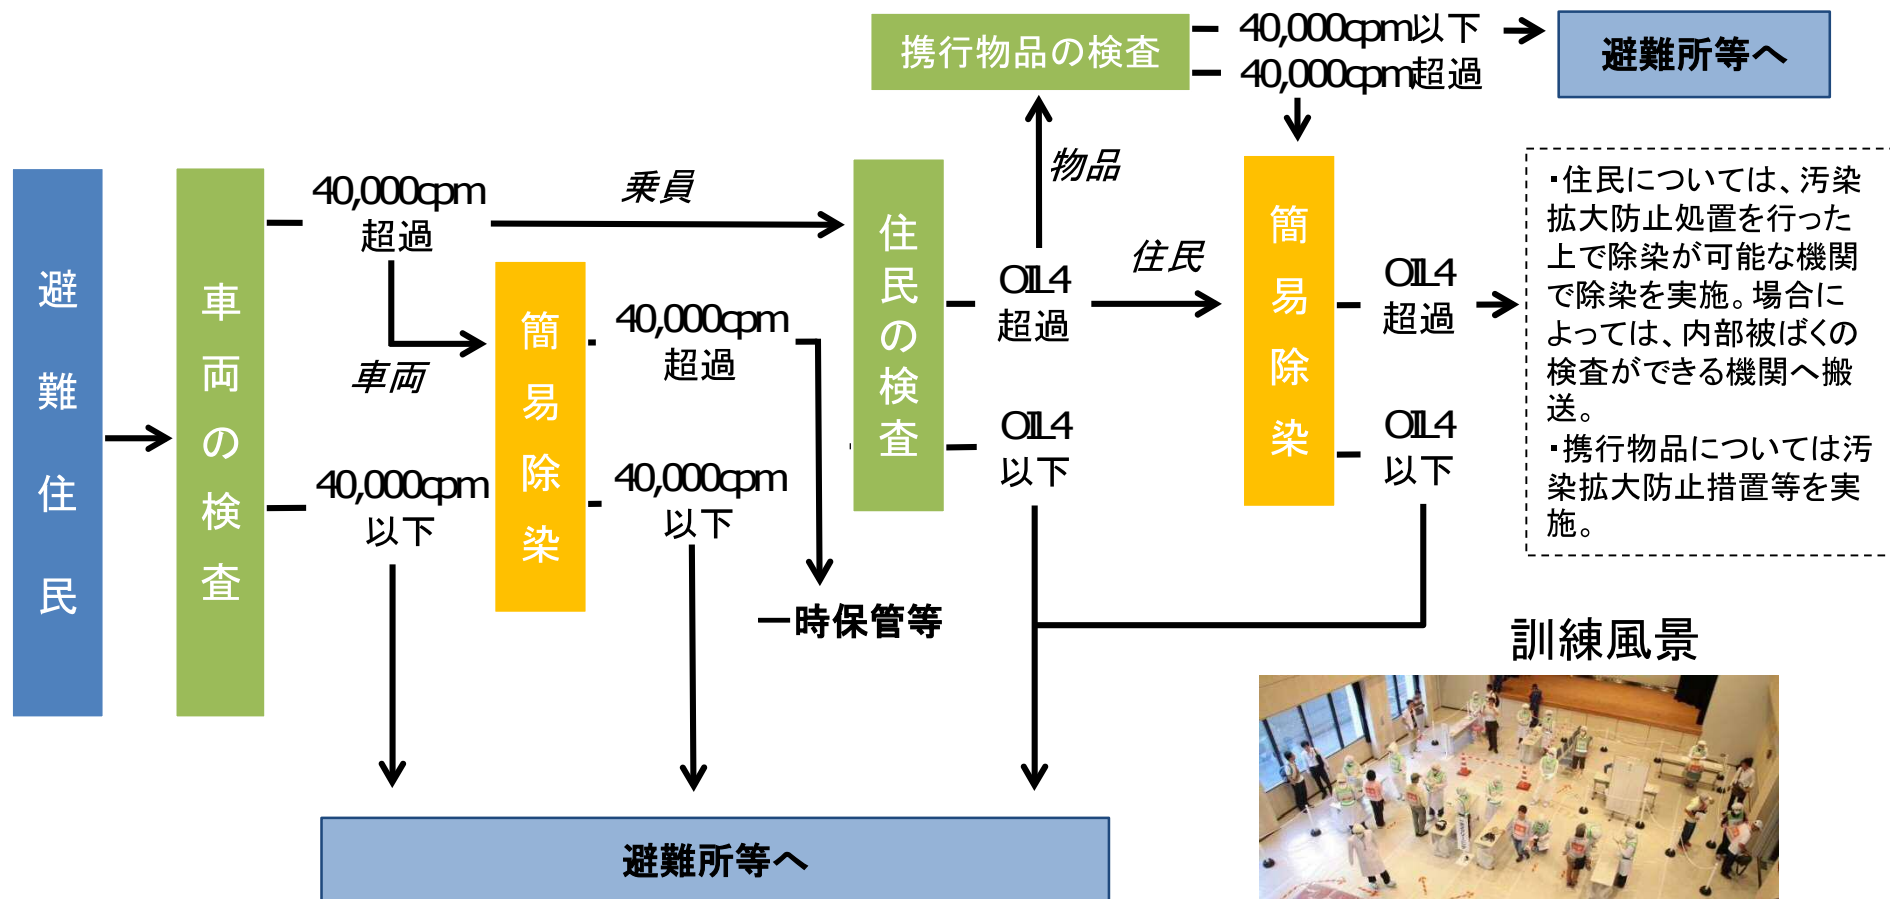 避難住民
車両の検査
40,000cpm
超過
40,000cpm
以下
乗員
車両
簡易除染
40,000cpm
超過
40,000cpm
以下
一時保管等
住民の検査
物品
携行物品の検査
40,000cpm以下
40,000cpm超過
避難所等へ
OIL4
超過
OIL4
以下
住民
簡易除染
OIL4
超過
OIL4
以下
・住民については、汚染
拡大防止処置を行った
上で除染が可能な機関
で除染を実施。場合に
よっては、内部被ばくの
検査ができる機関へ搬
送。
・携行物品については汚
染拡大防止措置等を実
施。
避難所等へ
訓練風景